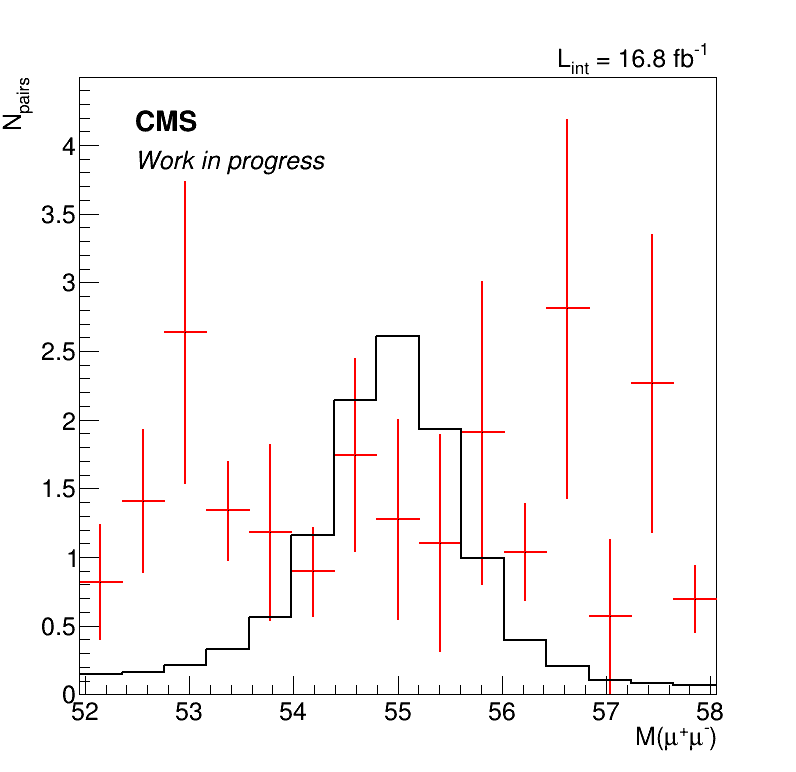 L_int = 16.8 fb^-1
N_pairs
CMS
Work in progress
4
3.5
3
2.5
2
1.5
1
0.5
0
52 53 54 55 56 57 58
M(μ⁺μ⁻)